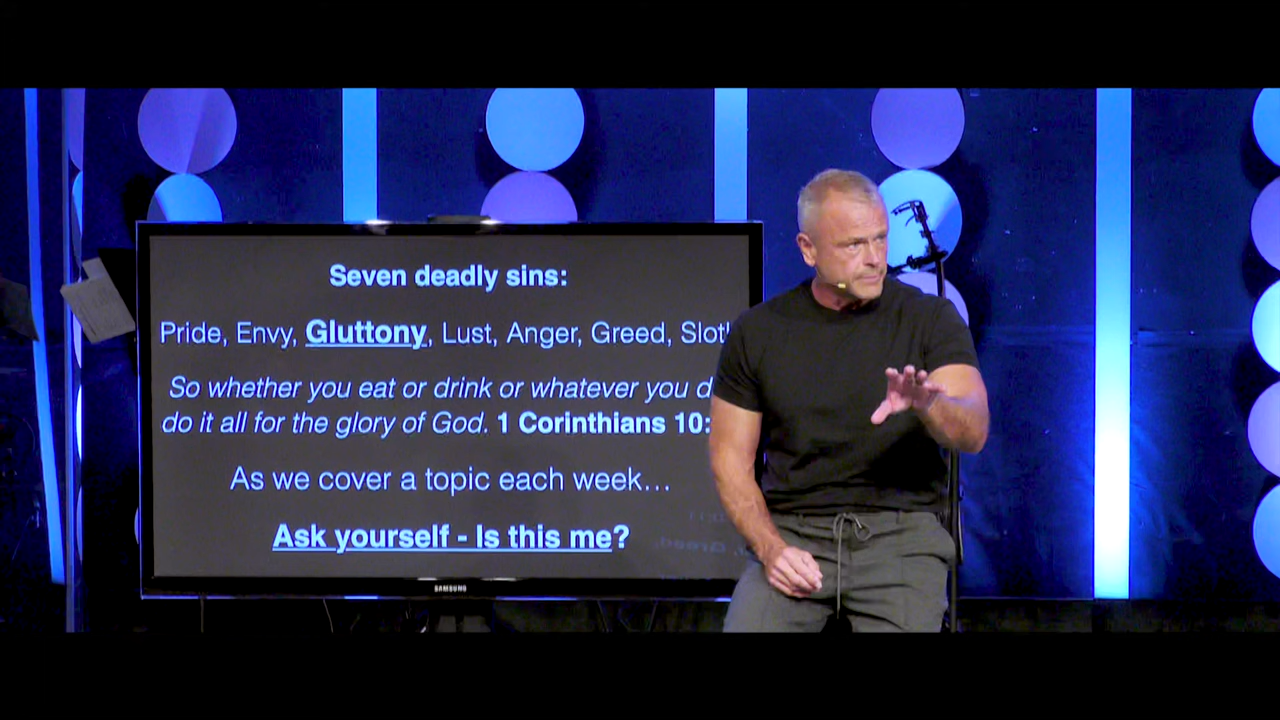 Seven deadly sins:
Pride, Envy, Gluttony, Lust, Anger, Greed,
So whether you eat or drink or whatever you
do it all for the glory of God. 1 Corinthians 10:
As we cover a topic each week…
Ask yourself - Is this me?
SAMSUNG